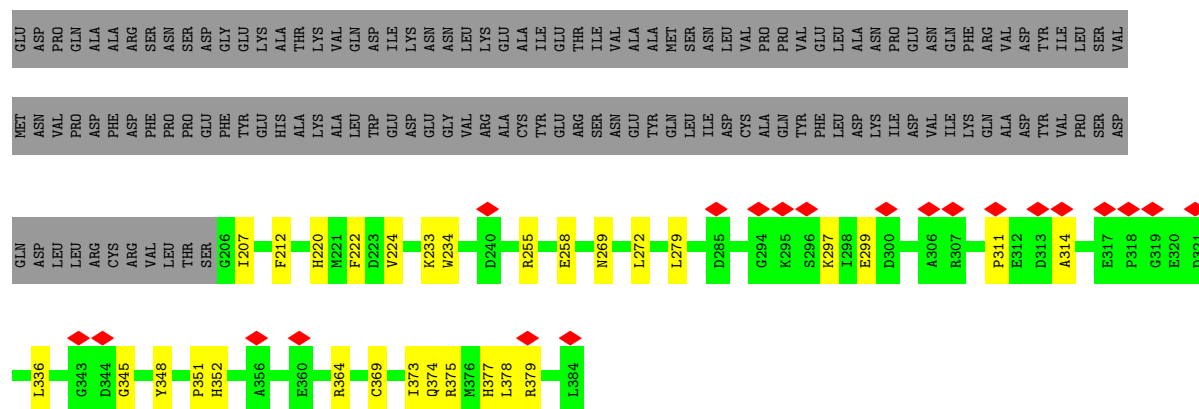 GLU ASP PRO GLN ALA ALA ARG SER ASN SER ASP GLY GLU LYS ALA THR LYS VAL GLN ASP ILE LYS ASN ASN LEU LYS GLU ALA ILE GLU THR ILE VAL ALA ALA MET SER ASN LEU VAL PRO PRO VAL GLU LEU ALA ASN PRO GLU ASN GLN PHE ARG VAL ASP TYR ILE LEU SER VAL
MET ASN VAL PRO ASP PHE ASP PHE PRO PRO GLU PHE TYR GLU HIS ALA LYS ALA LEU TRP GLU ASP GLU GLY VAL ARG ALA CYS TYR GLU ARG SER ASN GLU TYR GLN LEU ILE ASP CYS ALA GLN TYR PHE LEU ASP LYS ILE ASP VAL ILE LYS GLN ALA ASP TYR VAL PRO SER ASP
GLN ASP LEU LEU ARG CYS ARG VAL LEU THR SER G206 I207 F212 H220 M221 F222 D223 V224 K233 W234 D240 R255 E258 N269 L272 L279 D285 G294 K295 S296 K297 I298 E299 D300 A306 R307 P311 E312 D313 A314 E317 P318 G319 E320 D321
L336 G343 D344 G345 Y348 P351 H352 A356 E360 R364 C369 I373 Q374 R375 M376 H377 L378 R379 L384